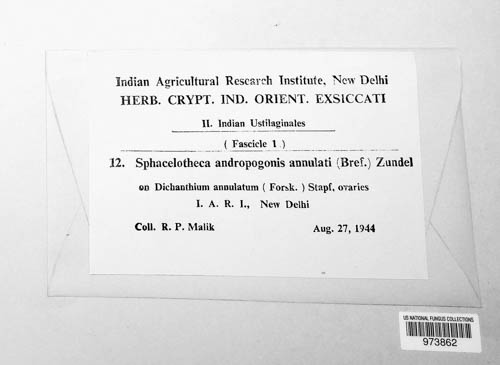 Indian Agricultural Research Institute, New Delhi
HERB. CRYPT. IND. ORIENT. EXSICCATI
II. Indian Ustilaginales
( Fascicle 1 )
12. Sphacelotheca andropogonis annulati (Bref.) Zundel
on Dichanthium annulatum ( Forsk. ) Stapf, ovaries
I. A. R. I., New Delhi
Coll. R. P. Malik Aug. 27, 1944
US NATIONAL FUNGUS COLLECTIONS
973862